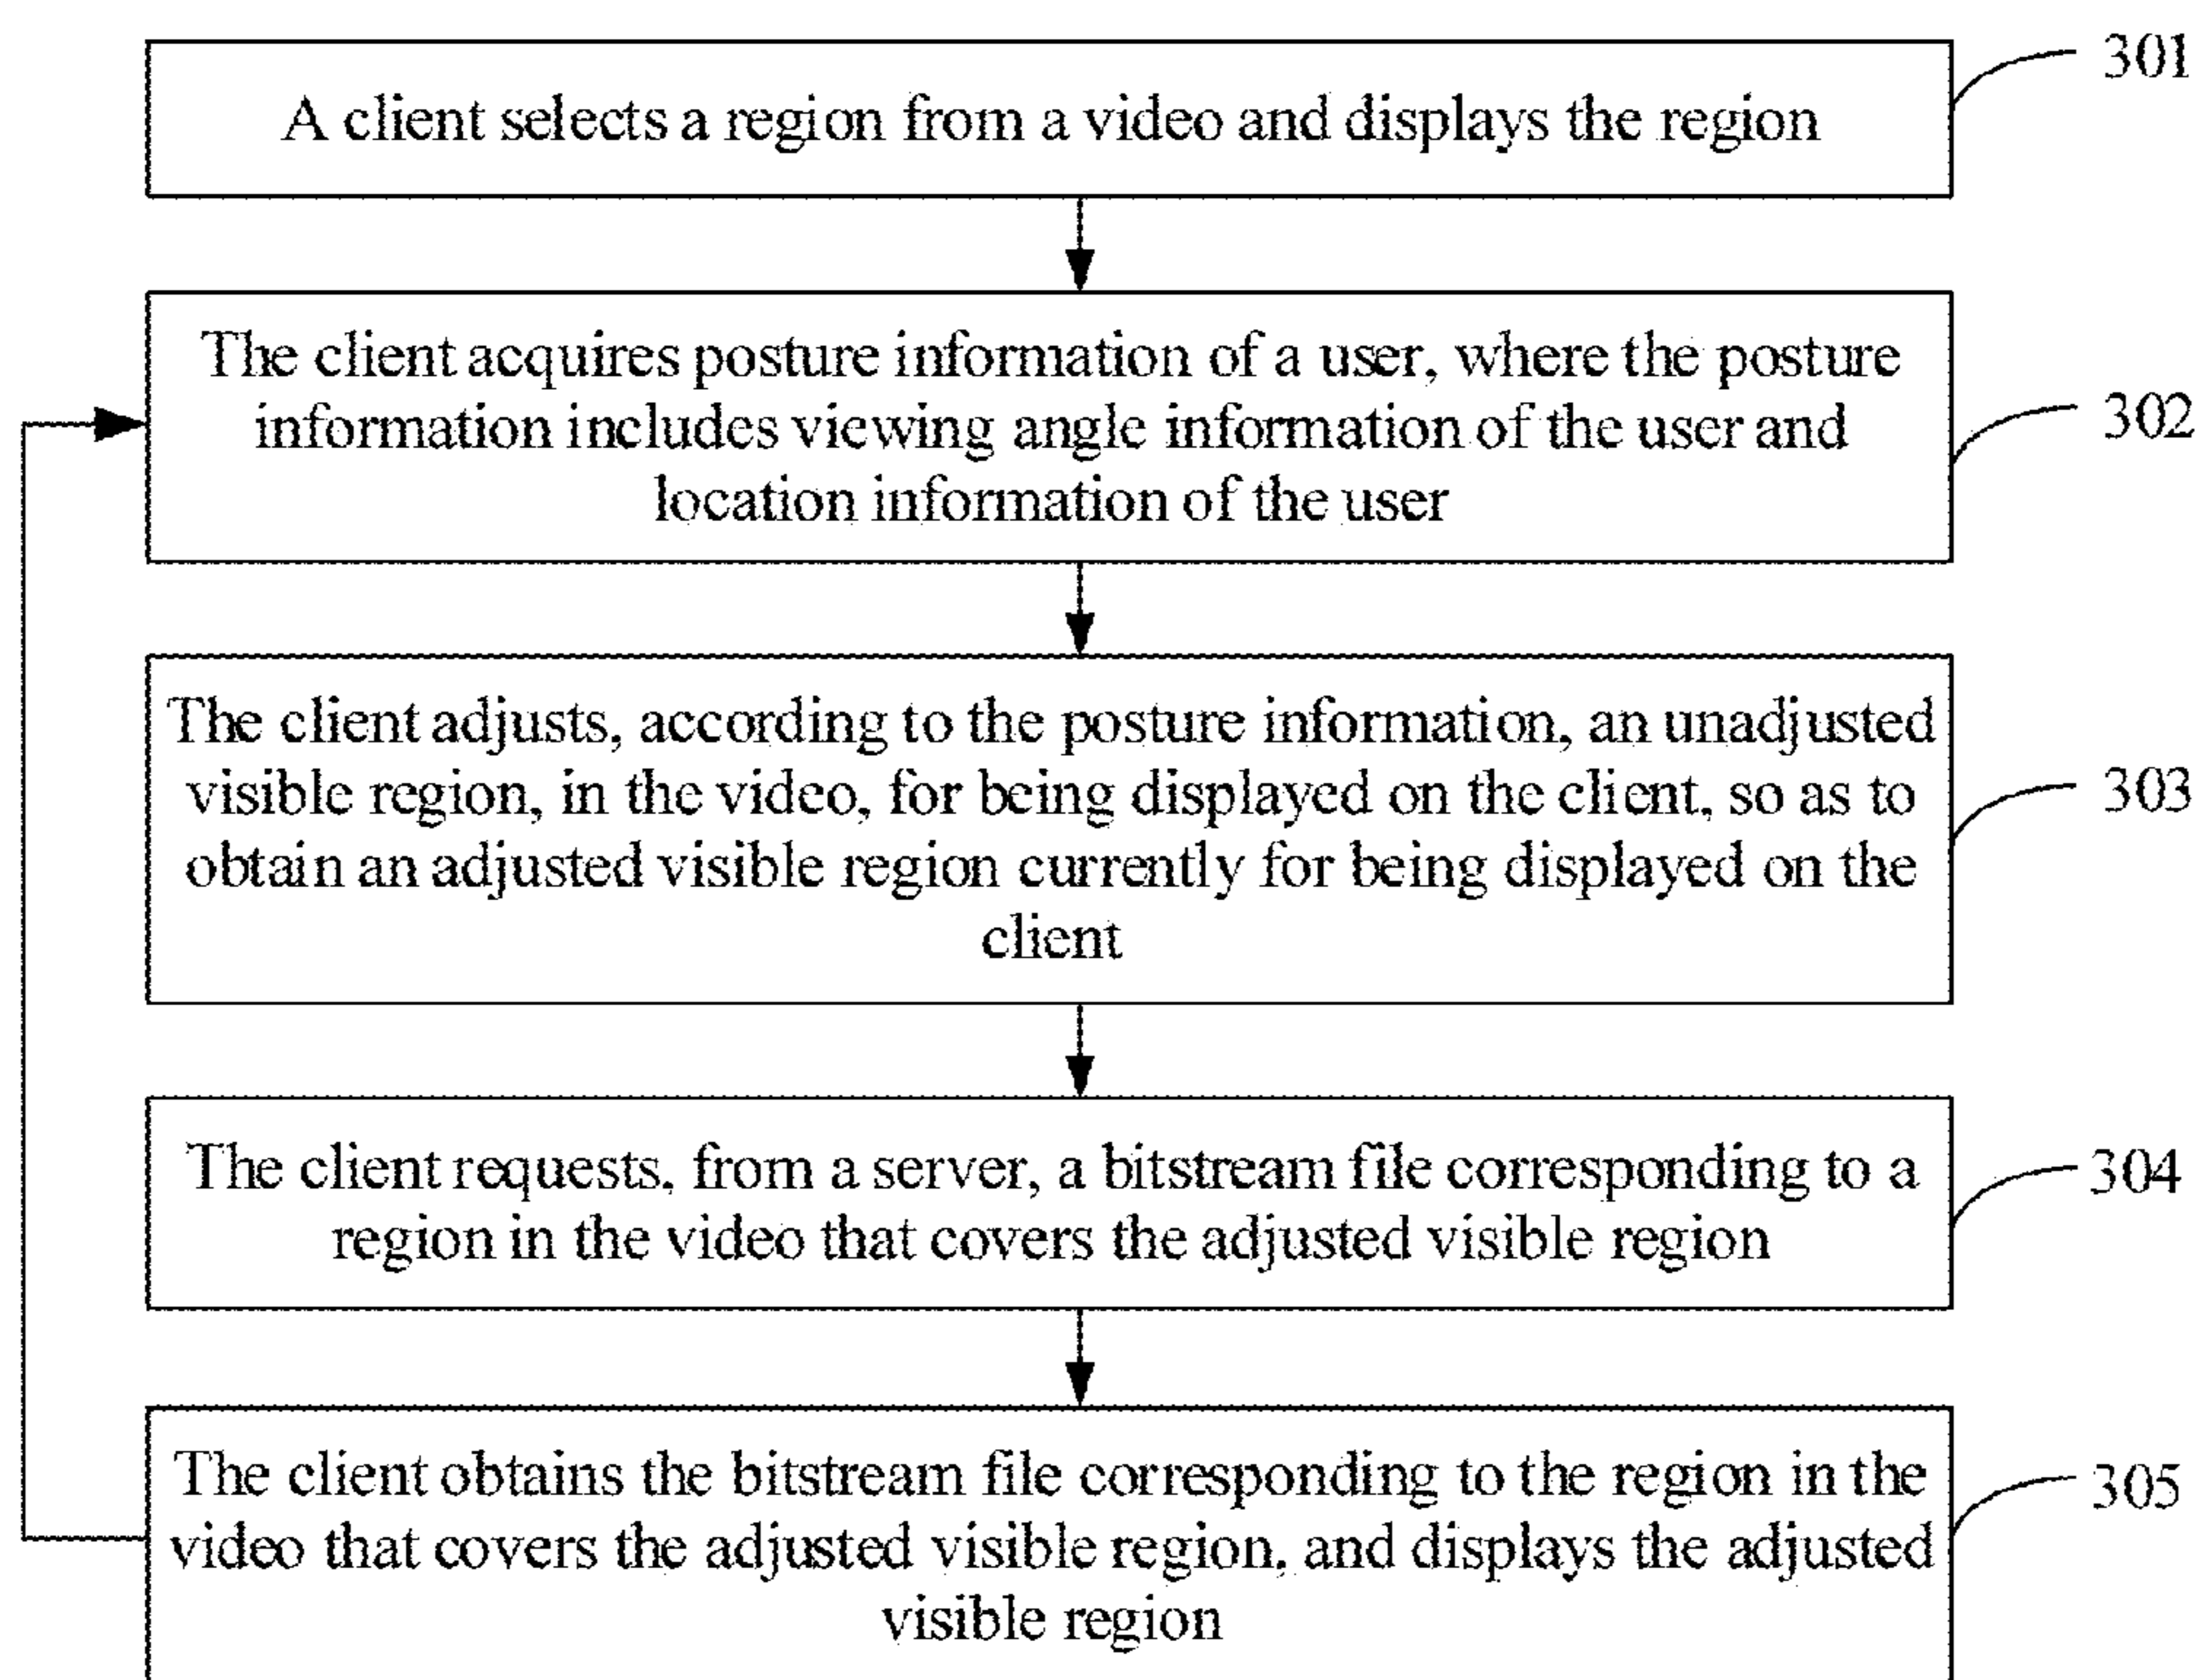 301
A client selects a region from a video and displays the region
The client acquires posture information of a user, where the posture
information includes viewing angle information of the user and
location information of the user
302
The client adjusts, according to the posture information, an unadjusted
visible region, in the video, for being displayed on the client, so as to
obtain an adjusted visible region currently for being displayed on the
client
303
The client requests, from a server, a bitstream file corresponding to a
region in the video that covers the adjusted visible region
304
The client obtains the bitstream file corresponding to the region in the
video that covers the adjusted visible region, and displays the adjusted
visible region
305